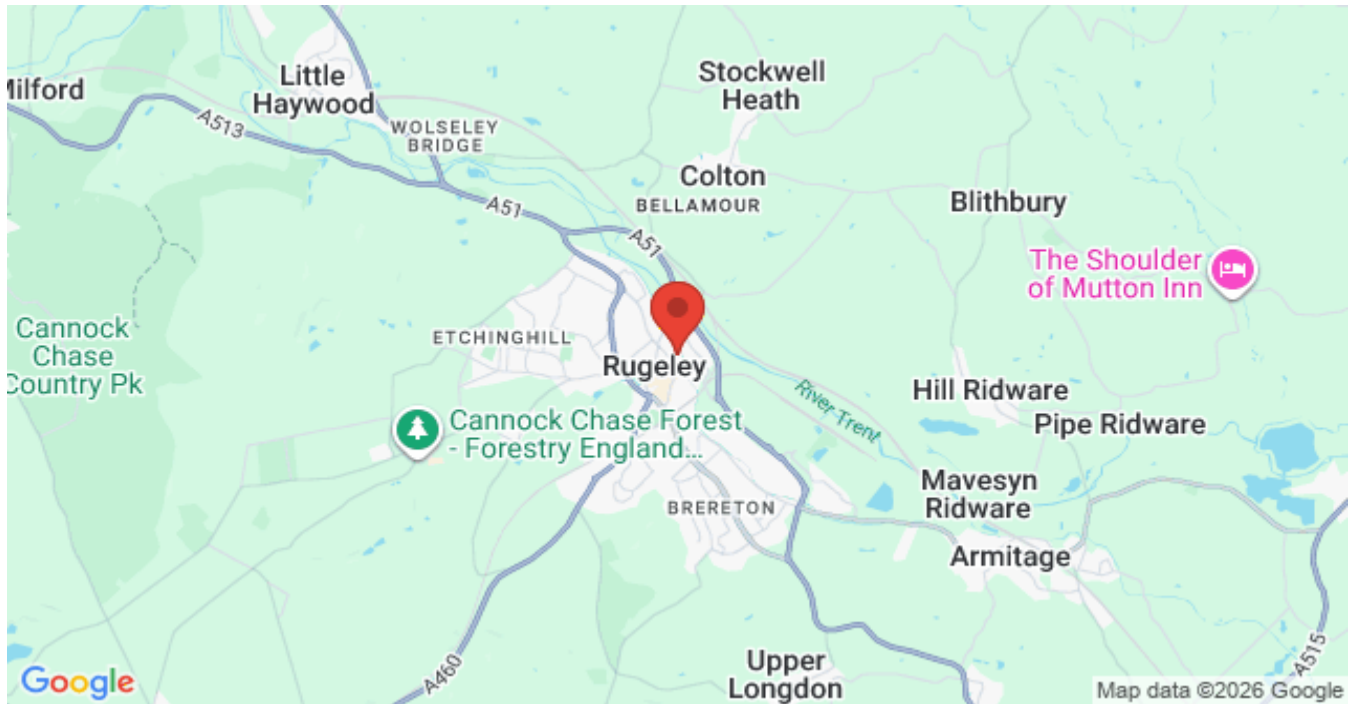 Stockwell
Heath
Little
Haywood
Milford
A513
WOLSELEY
BRIDGE
Colton
BELLAMOUR
Blithbury
A51
A51
The Shoulder
of Mutton Inn
Cannock
Chase
Country Pk
ETCHINGHILL
Rugeley
River Trent
Hill Ridware
Pipe Ridware
Cannock Chase Forest
- Forestry England...
Mavesyn
Ridware
BRERETON
Armitage
A460
Upper
Longdon
A515
Google
Map data ©2026 Google